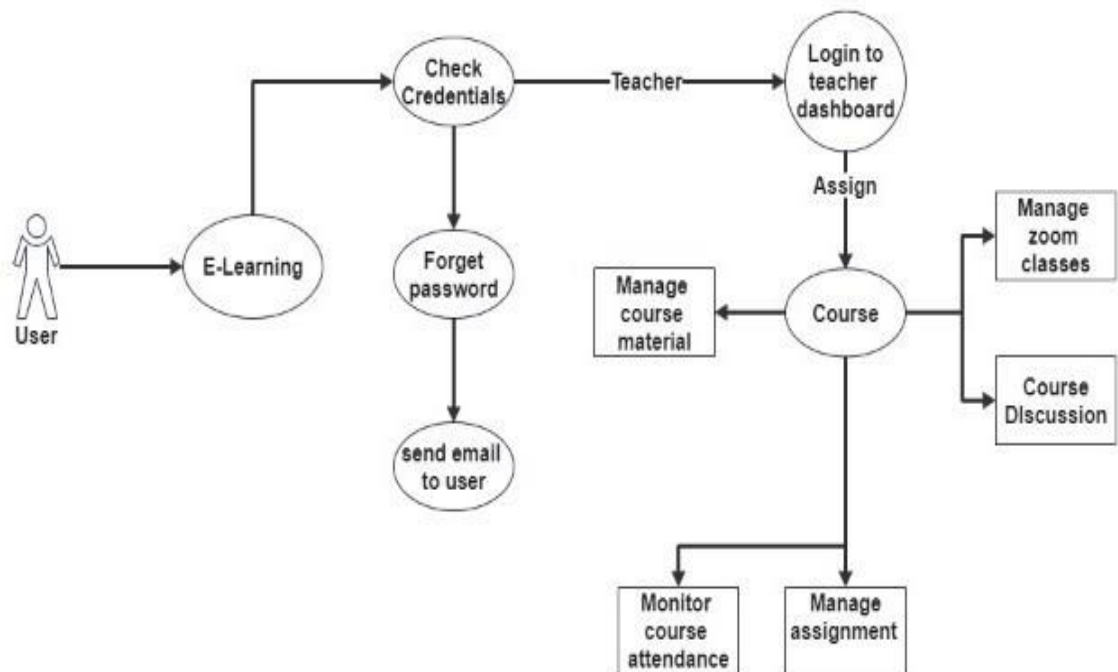 Check
Credentials
Teacher
Login to
teacher
dashboard
Assign
Manage
zoom
classes
User
E-Learning
Forget
password
Manage
course
material
Course
Course
DIscussion
send email
to user
Monitor
course
attendance
Manage
assignment